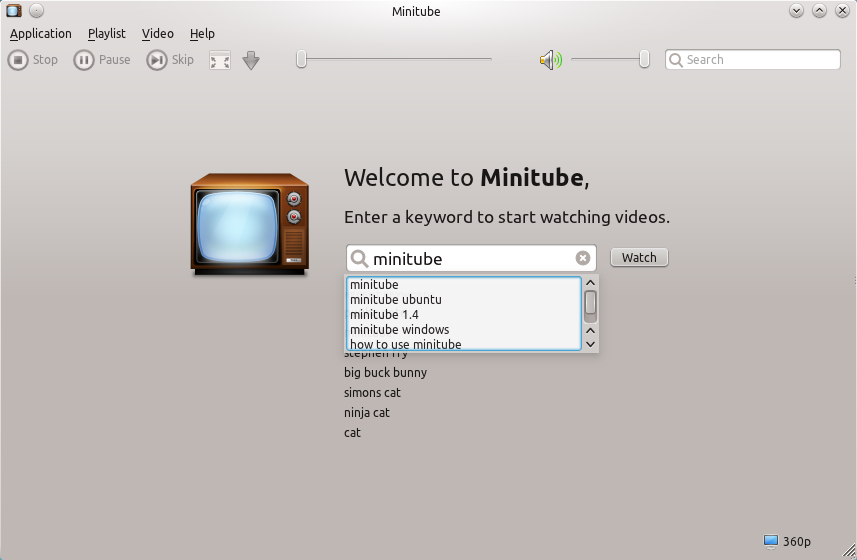 Minitube
Application Playlist Video Help
Stop Pause Skip Search
Welcome to Minitube,
Enter a keyword to start watching videos.
minitube Watch
minitube
minitube ubuntu
minitube 1.4
minitube windows
how to use minitube
stephen fry
big buck bunny
simons cat
ninja cat
cat
360p